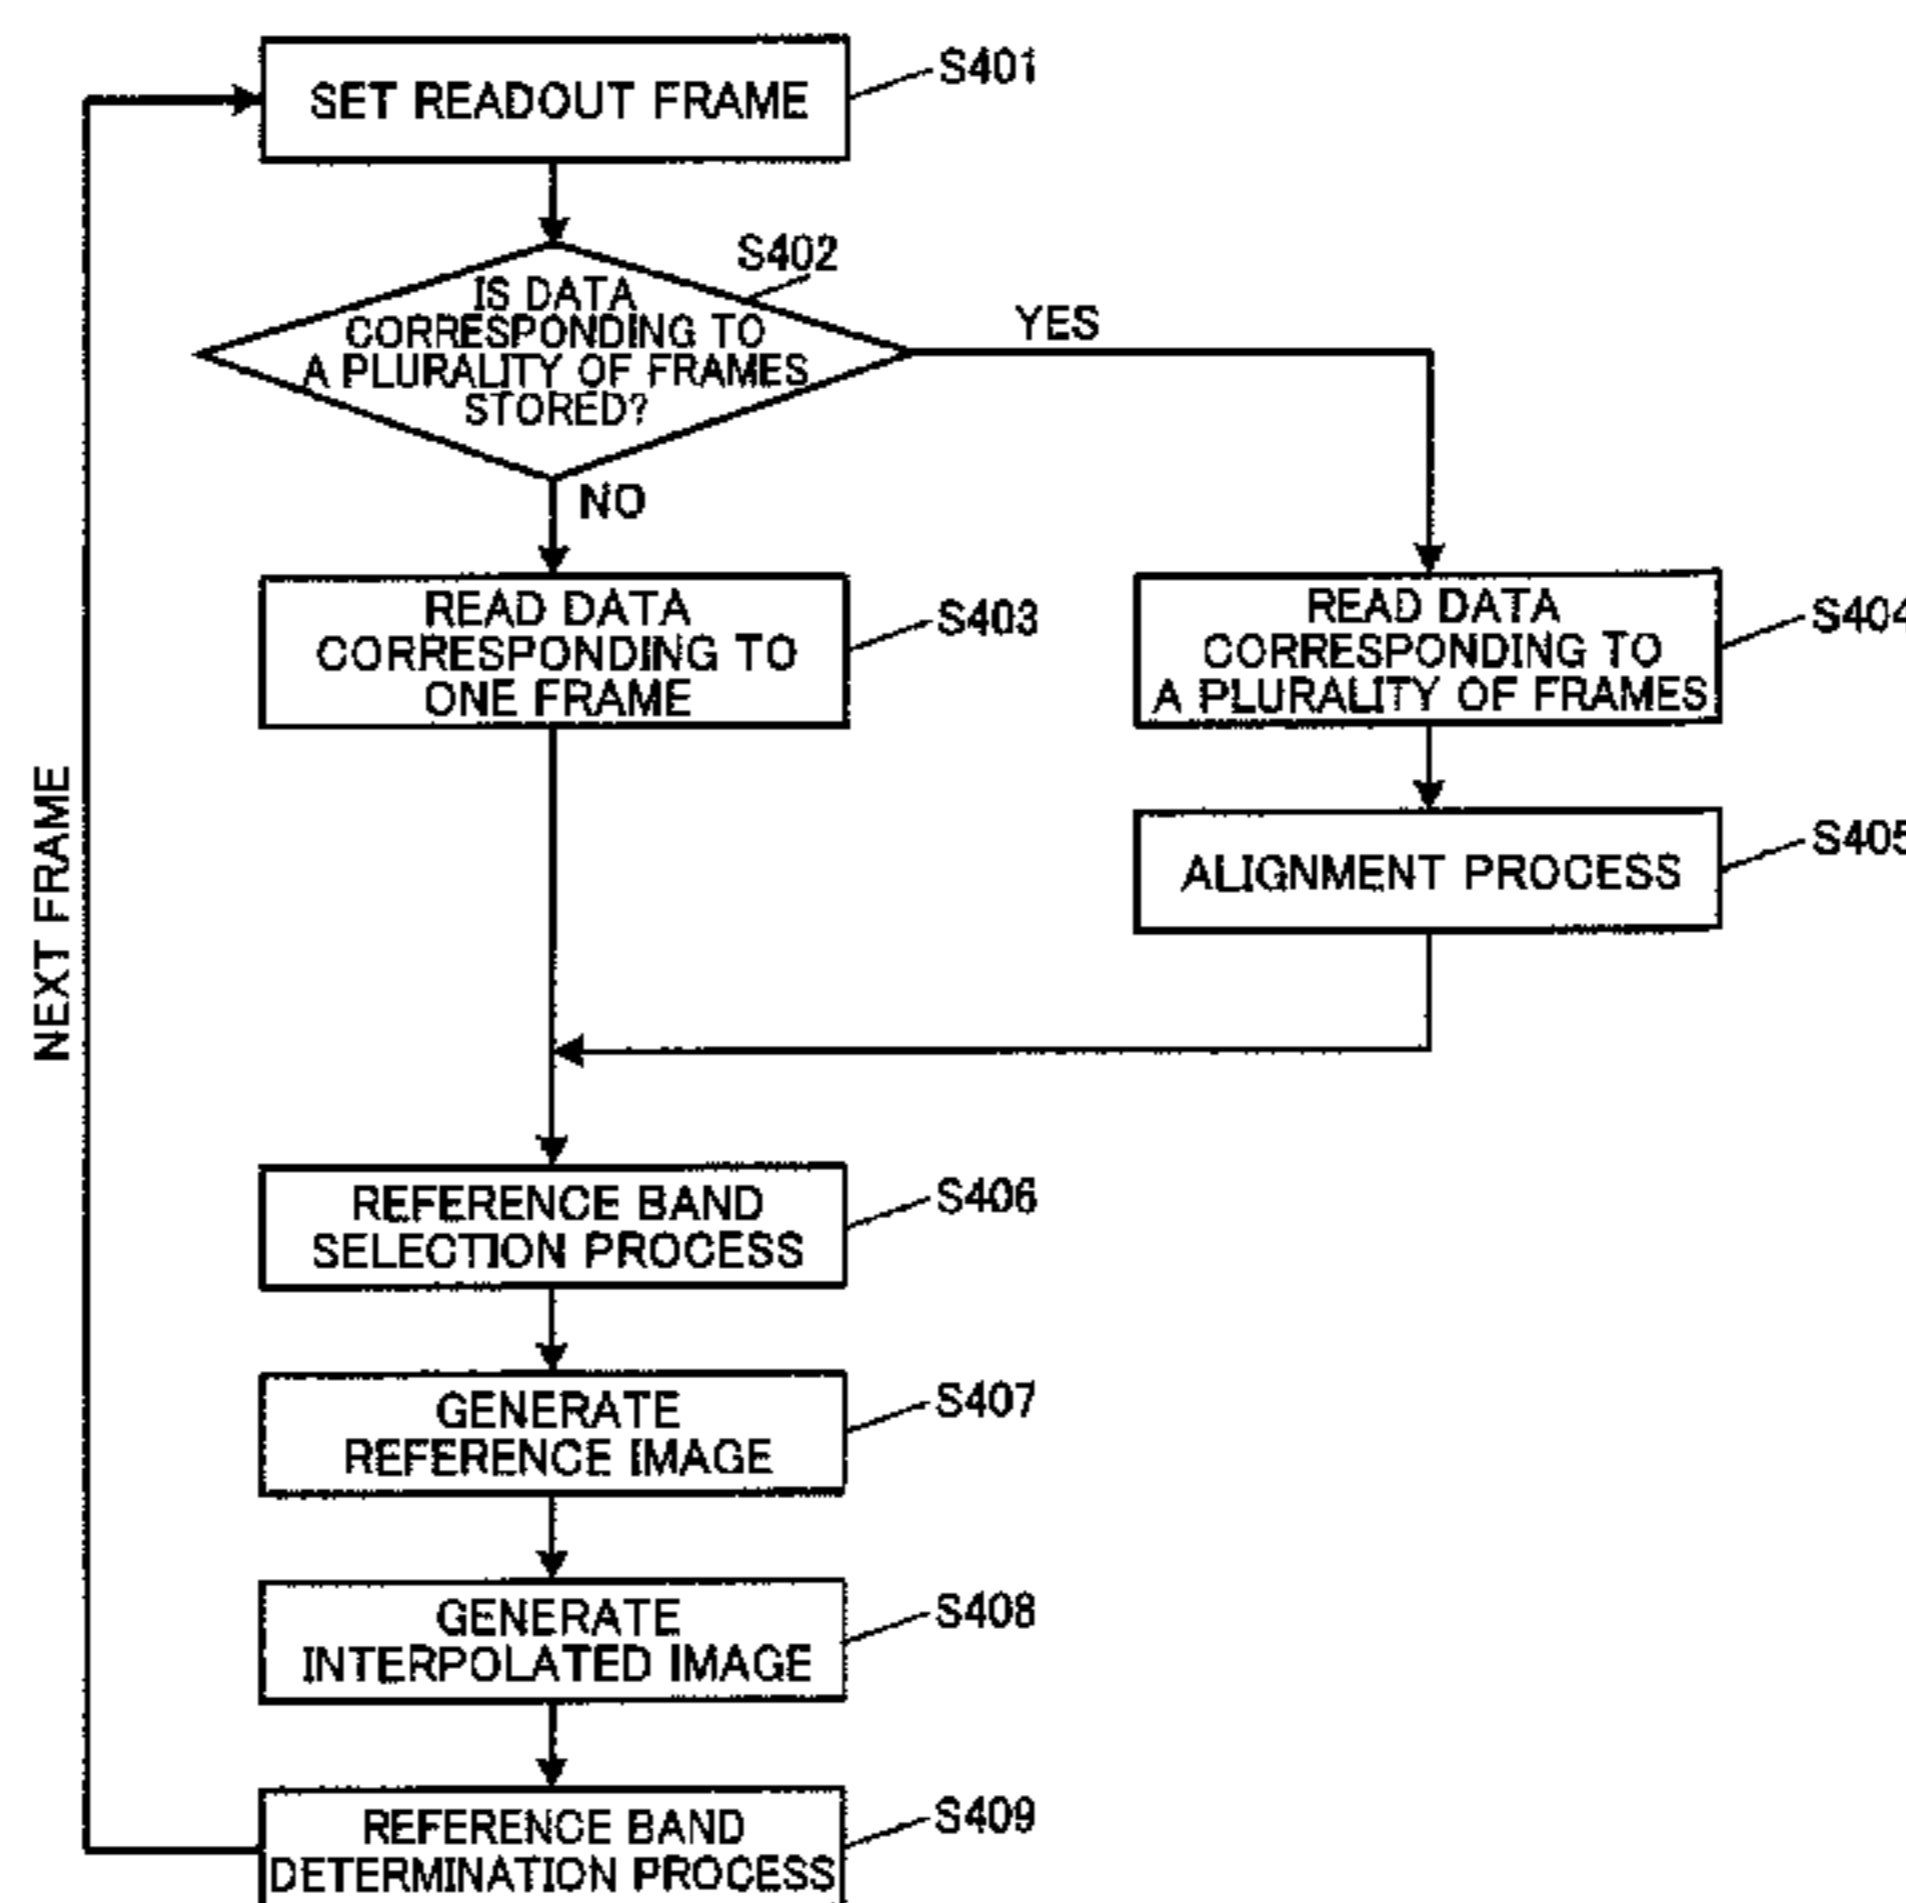 SET READOUT FRAME
S401
S402
IS DATA
CORRESPONDING TO
A PLURALITY OF FRAMES
STORED?
YES
NO
READ DATA
CORRESPONDING TO
ONE FRAME
S403
READ DATA
CORRESPONDING TO
A PLURALITY OF FRAMES
S404
ALIGNMENT PROCESS
S405
NEXT FRAME
REFERENCE BAND
SELECTION PROCESS
S406
GENERATE
REFERENCE IMAGE
S407
GENERATE
INTERPOLATED IMAGE
S408
REFERENCE BAND
DETERMINATION PROCESS
S409